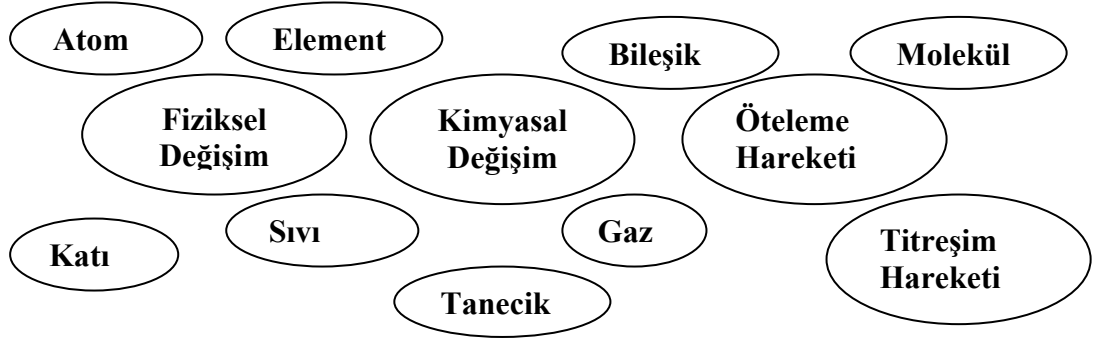 Atom
Element
Bileşik
Molekül
Fiziksel
Değişim
Kimyasal
Değişim
Öteleme
Hareketi
Katı
Sıvı
Gaz
Titreşim
Hareketi
Tanecik